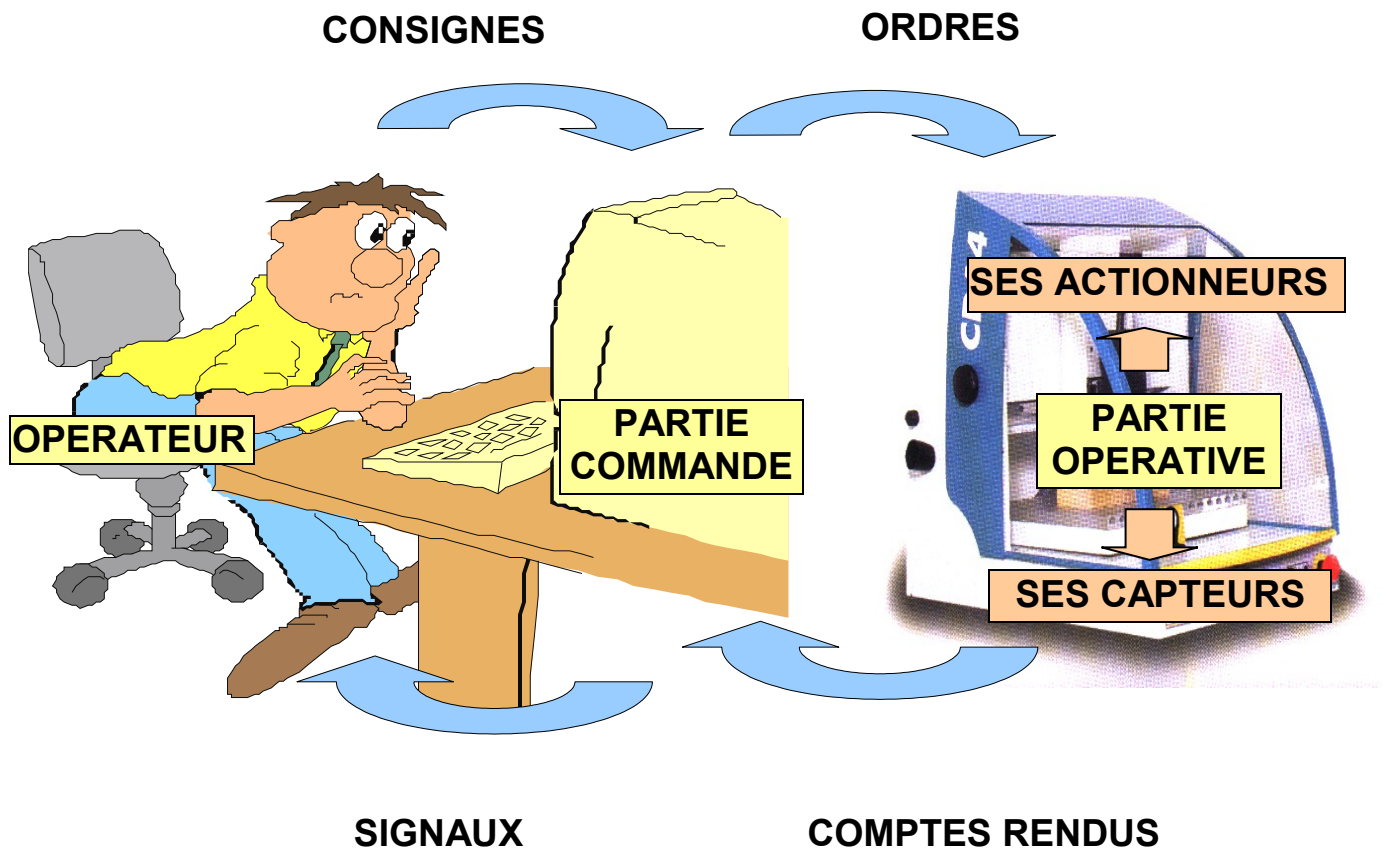 CONSIGNES
ORDRES
SES ACTIONNEURS
OPERATEUR
PARTIE
COMMANDE
PARTIE
OPERATIVE
SES CAPTEURS
SIGNAUX
COMPTES RENDUS